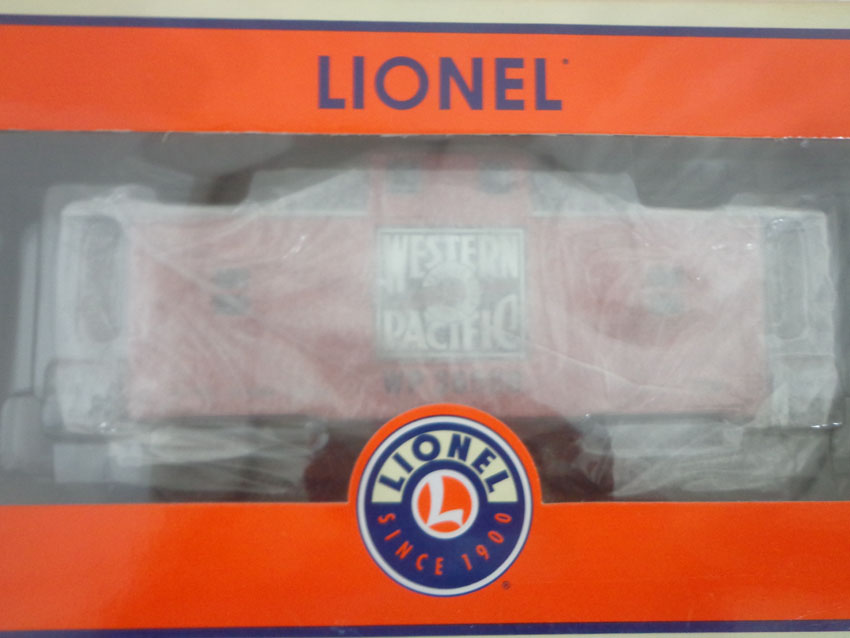 LIONEL
WESTERN
PACIFIC
LIONEL
L
SINCE 1900
®